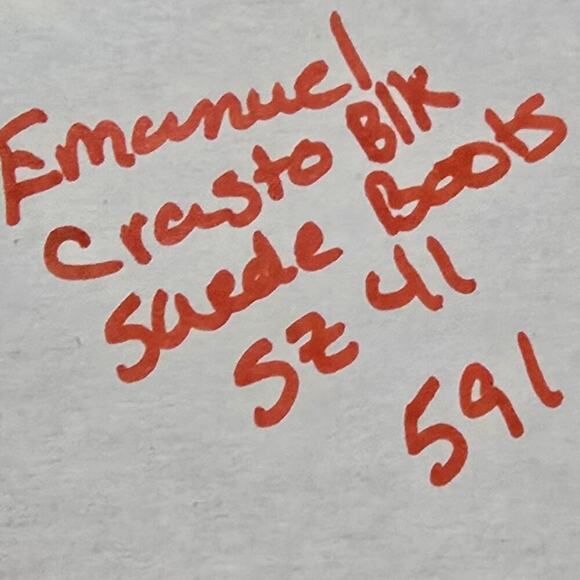 Emanuel
Crasto Blk
Suede Boots
Sz 41
591